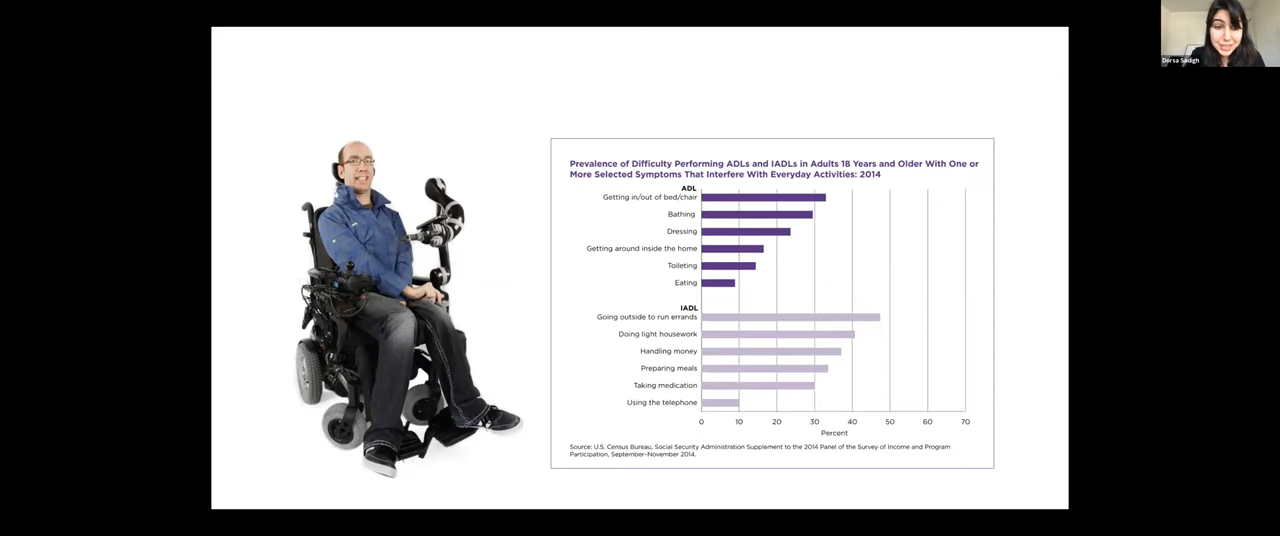 Dorsa Sadigh
Prevalence of Difficulty Performing ADLs and IADLs in Adults 18 Years and Older With One or
More Selected Symptoms That Interfere With Everyday Activities: 2014
ADL
Getting in/out of bed/chair
Bathing
Dressing
Getting around inside the home
Toileting
Eating
IADL
Going outside to run errands
Doing light housework
Handling money
Preparing meals
Taking medication
Using the telephone
0 10 20 30 40 50 60 70
Percent
Source: U.S. Census Bureau, Social Security Administration Supplement to the 2014 Panel of the Survey of Income and Program
Participation, September-November 2014.